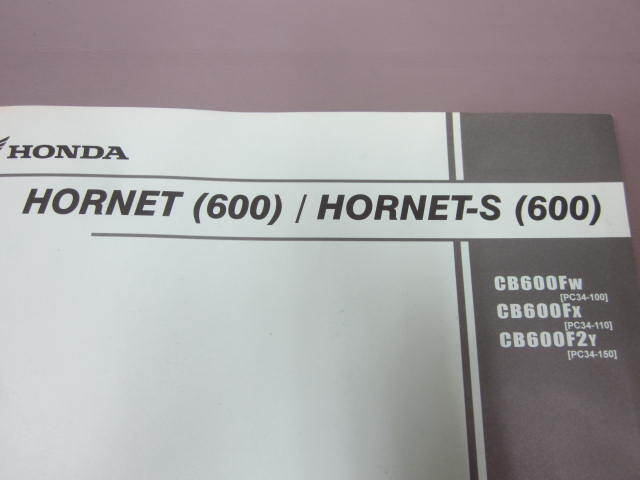 HONDA
HORNET (600) / HORNET-S (600)
CB600FW
[PC34-100]
CB600FX
[PC34-110]
CB600F2Y
[PC34-150]